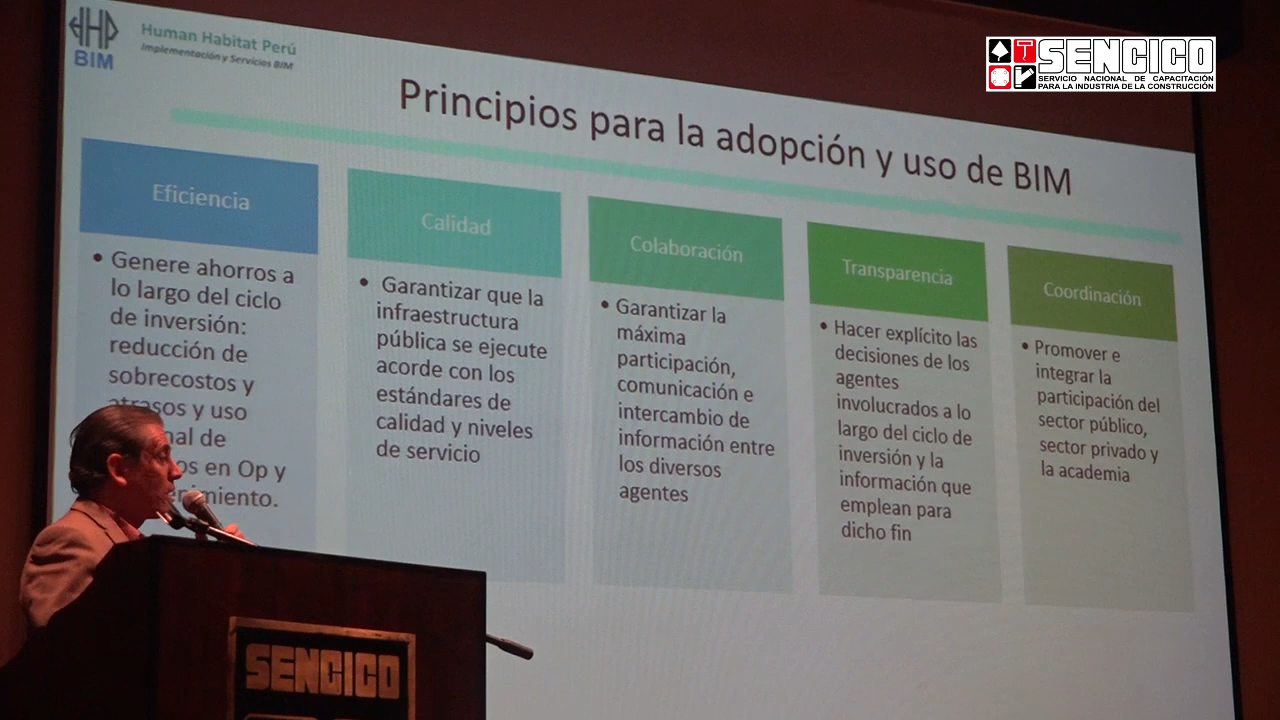 HHP
BIM
Human Habitat Perú
Implementación y Servicios BIM
SENCICO
SERVICIO NACIONAL DE CAPACITACIÓN
PARA LA INDUSTRIA DE LA CONSTRUCCIÓN
Principios para la adopción y uso de BIM
Eficiencia
• Genere ahorros a
lo largo del ciclo
de inversión:
reducción de
sobrecostos y
atrasos y uso
de
en Op y
Calidad
• Garantizar que la
infraestructura
pública se ejecute
acorde con los
estándares de
calidad y niveles
de servicio
Colaboración
• Garantizar la
máxima
participación,
comunicación e
intercambio de
información entre
los diversos
agentes
Transparencia
• Hacer explícito las
decisiones de los
agentes
involucrados a lo
largo del ciclo de
inversión y la
información que
emplean para
dicho fin
Coordinación
• Promover e
integrar la
participación del
sector público,
sector privado y
la academia
SENCICO